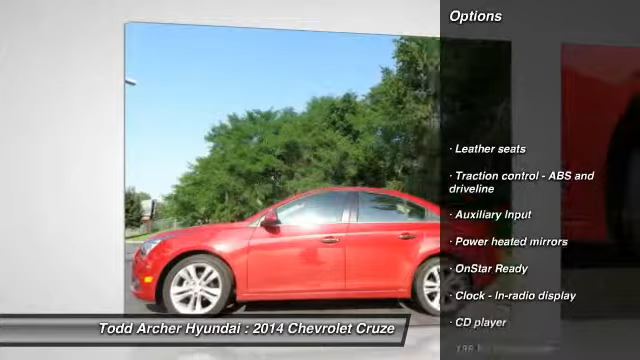 Options
· Leather seats
· Traction control - ABS and
driveline
· Auxiliary Input
· Power heated mirrors
· OnStar Ready
· Clock - In-radio display
· CD player
Todd Archer Hyundai : 2014 Chevrolet Cruze